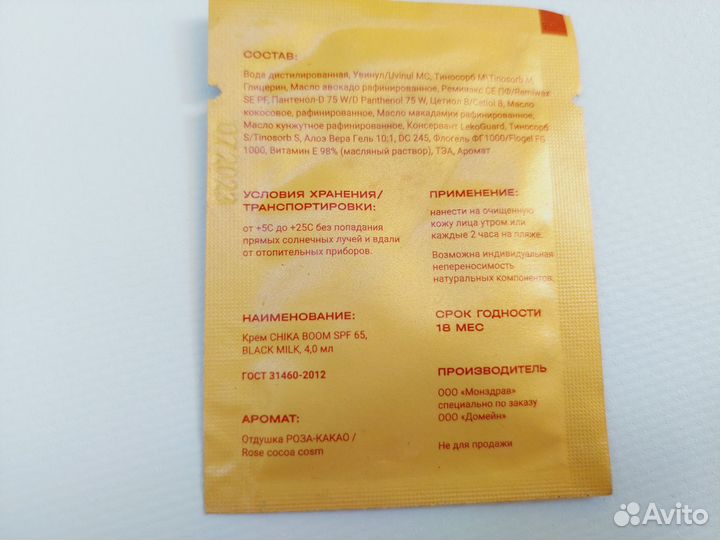 СОСТАВ:
Вода дистилированная, Увинул/Uvinul MC, Тиносорб М\Tinosorb M,
Глицерин, Масло авокадо рафинированное, Ремивакс СЕ ПФ/Remiwax
SE PF, Пантенол-D 75 W/D Panthenol 75 W, Цетиол 8/Cetiol 8, Масло
кокосовое, рафинированное, Масло макадамии рафинированное,
Масло кунжутное рафинированное, Консервант LekoGuard, Тиносорб
S/Tinosorb S, Алоэ Вера Гель 10:1, DC 245, Флогель ФГ1000/Flogel FG
1000, Витамин Е 98% (масляный раствор), ТЭА, Аромат
072023
УСЛОВИЯ ХРАНЕНИЯ/
ТРАНСПОРТИРОВКИ:
от +5С до +25С без попадания
прямых солнечных лучей и вдали
от отопительных приборов.
ПРИМЕНЕНИЕ:
нанести на очищенную
кожу лица утром или
каждые 2 часа на пляже.
Возможна индивидуальная
непереносимость
натуральных компонентов.
НАИМЕНОВАНИЕ:
Крем CHIKA BOOM SPF 65,
BLACK MILK, 4,0 мл
ГОСТ 31460-2012
СРОК ГОДНОСТИ
18 МЕС
ПРОИЗВОДИТЕЛЬ
ООО «Монздрав»
специально по заказу
ООО «Домейн»
Не для продажи
АРОМАТ:
Отдушка РОЗА-КАКАО /
Rose cocoa cosm
Avito